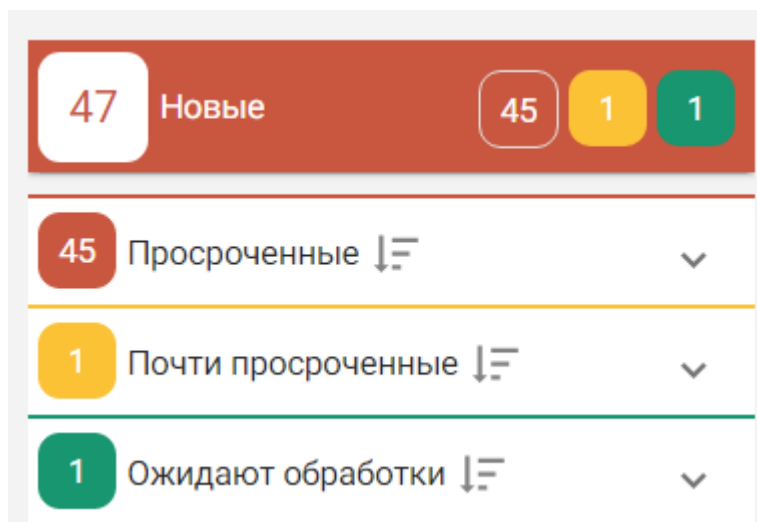 47 Новые 45 1 1
45 Просроченные
1 Почти просроченные
1 Ожидают обработки